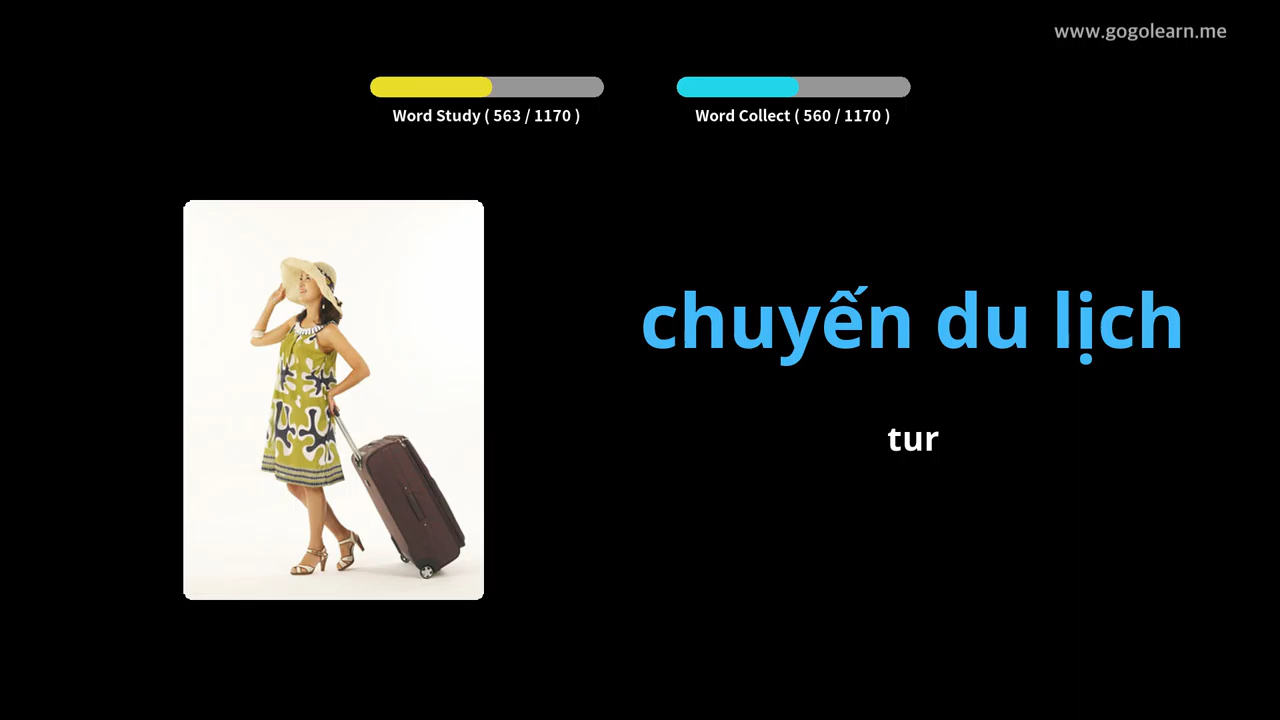 www.gogolearn.me
Word Study ( 563 / 1170 )
Word Collect ( 560 / 1170 )
chuyến du lịch
tur